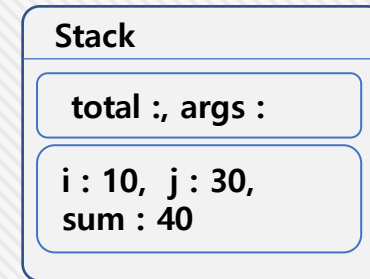 Stack
total :, args :
i : 10, j : 30,
sum : 40